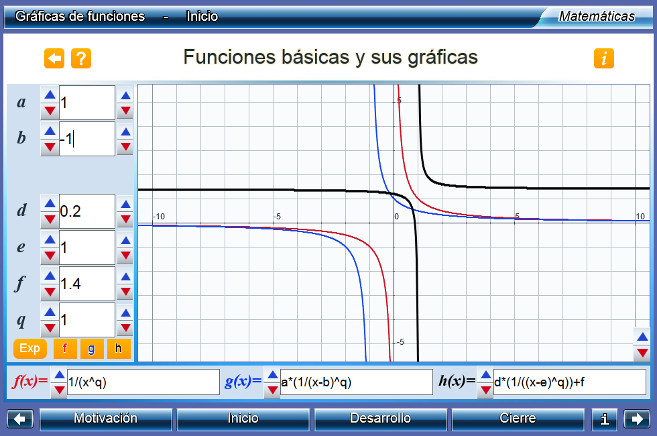 Gráficas de funciones - Inicio Matemáticas
? Funciones básicas y sus gráficas i
a 1
b -1
d 0.2
e 1
f 1.4
q 1
Exp f g h
5
-10 -5 0 5 10
-5
f(x)= 1/(x^q) g(x)= a*(1/(x-b)^q) h(x)= d*(1/((x-e)^q))+f
Motivación Inicio Desarrollo Cierre i